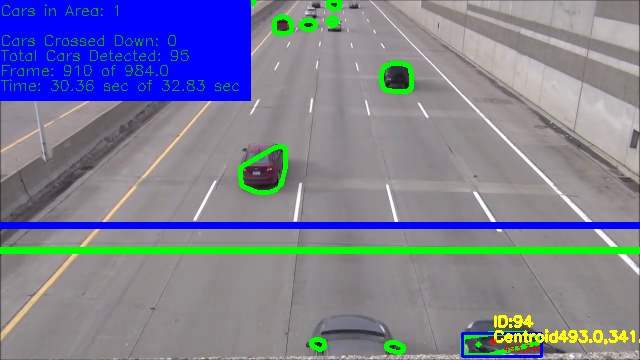 Cars in Area: 1
Cars Crossed Down: 0
Total Cars Detected: 95
Frame: 910 of 984.0
Time: 30.36 sec of 32.83 sec
ID:94
Centroid493.0,341